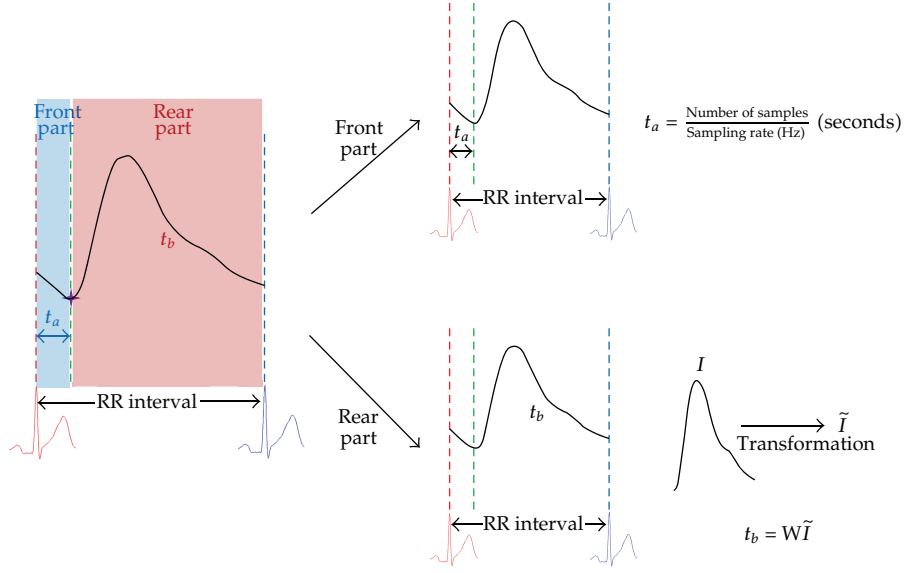 Front
part
Rear
part
t_b
t_a
RR interval
Front
part
t_a
RR interval
t_a = Number of samples / Sampling rate (Hz) (seconds)
Rear
part
t_b
RR interval
I
Ĩ
Transformation
t_b = WĨ